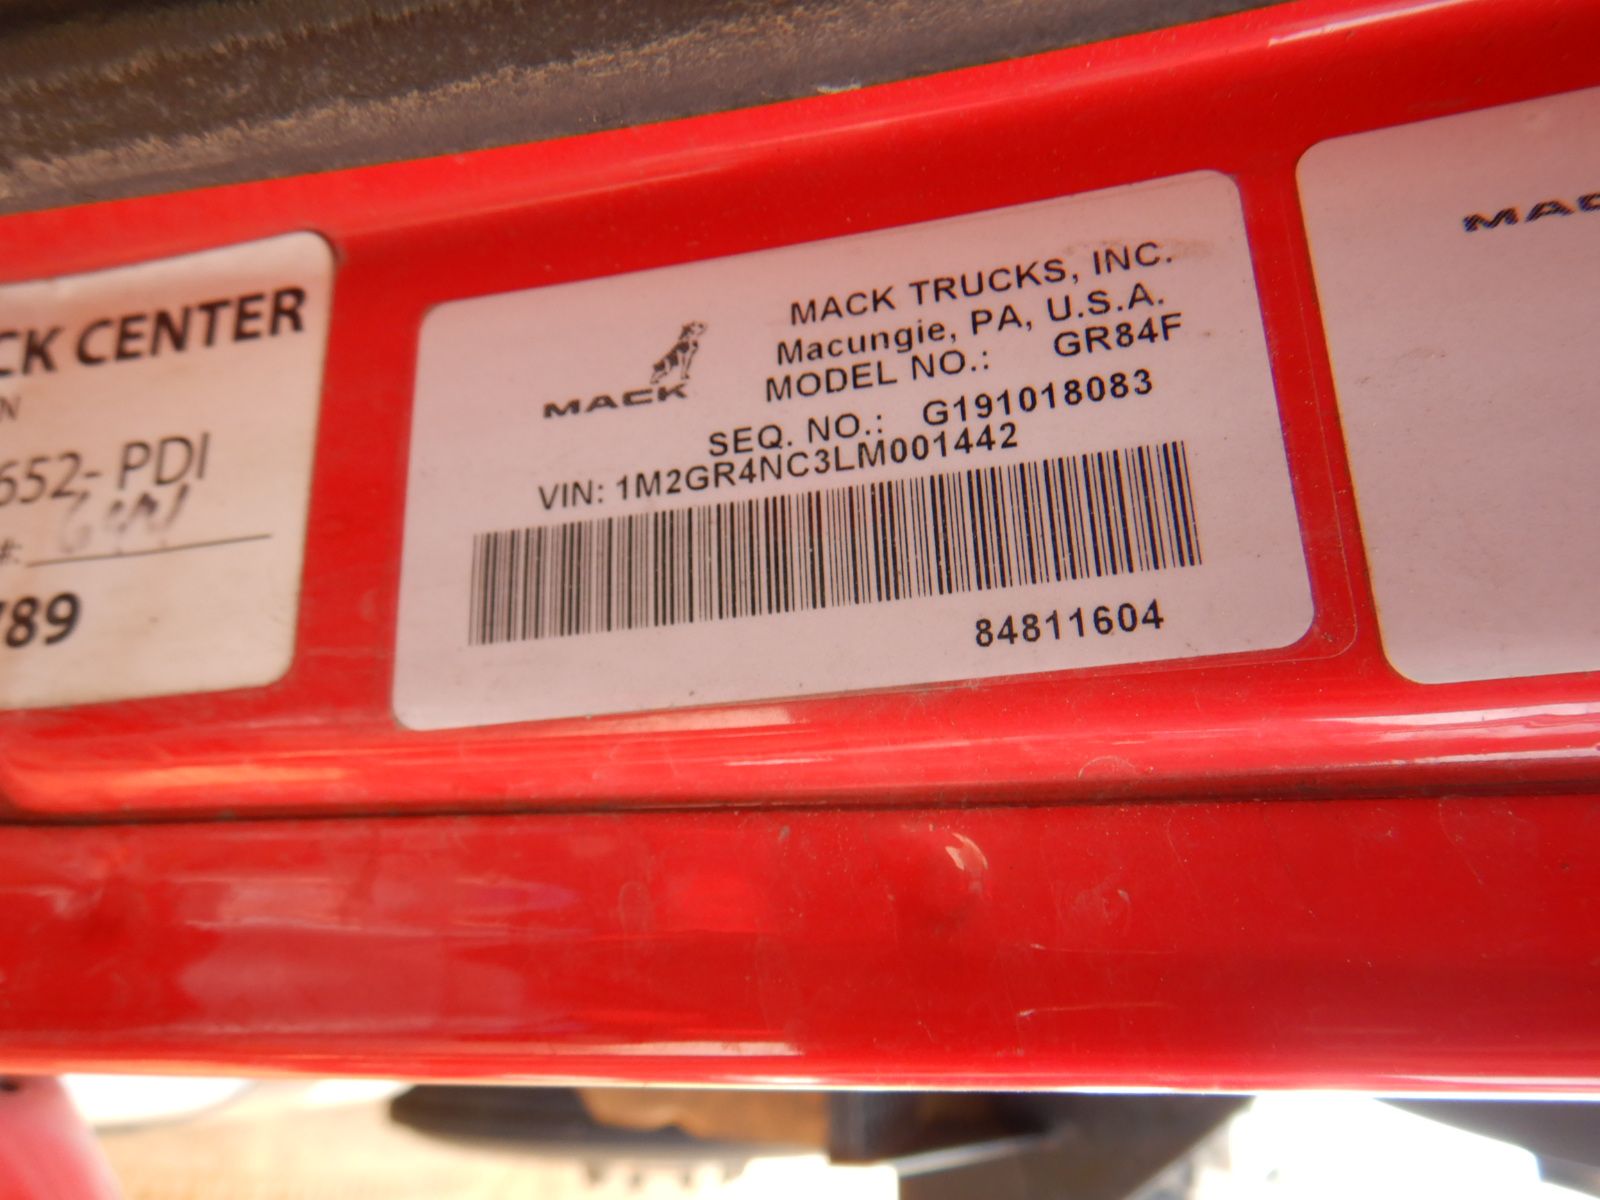 CK CENTER
N
652- PDI
#:
789
MACK
MACK TRUCKS, INC.
Macungie, PA, U.S.A.
MODEL NO.: GR84F
SEQ. NO.: G191018083
VIN: 1M2GR4NC3LM001442
84811604
MAC